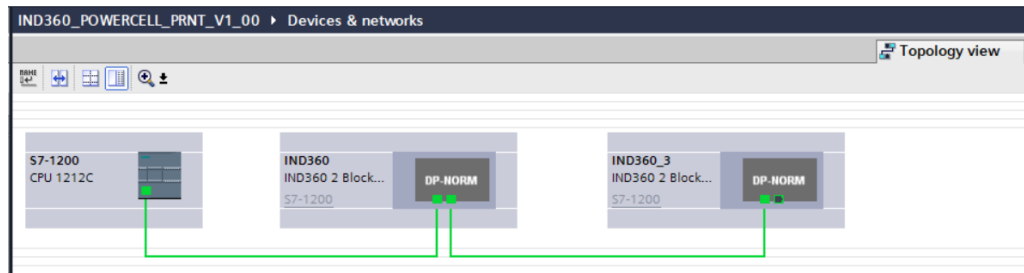 IND360_POWERCELL_PRNT_V1_00 ▸ Devices & networks
Topology view
NAME
S7-1200
CPU 1212C
IND360
IND360 2 Block...
S7-1200
DP-NORM
IND360_3
IND360 2 Block...
S7-1200
DP-NORM